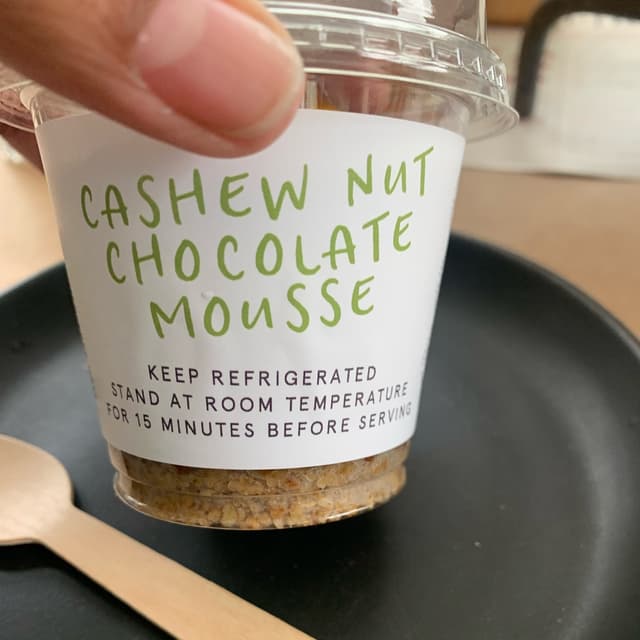 CASHEW NUT
CHOCOLATE
MOUSSE
KEEP REFRIGERATED
STAND AT ROOM TEMPERATURE
FOR 15 MINUTES BEFORE SERVING